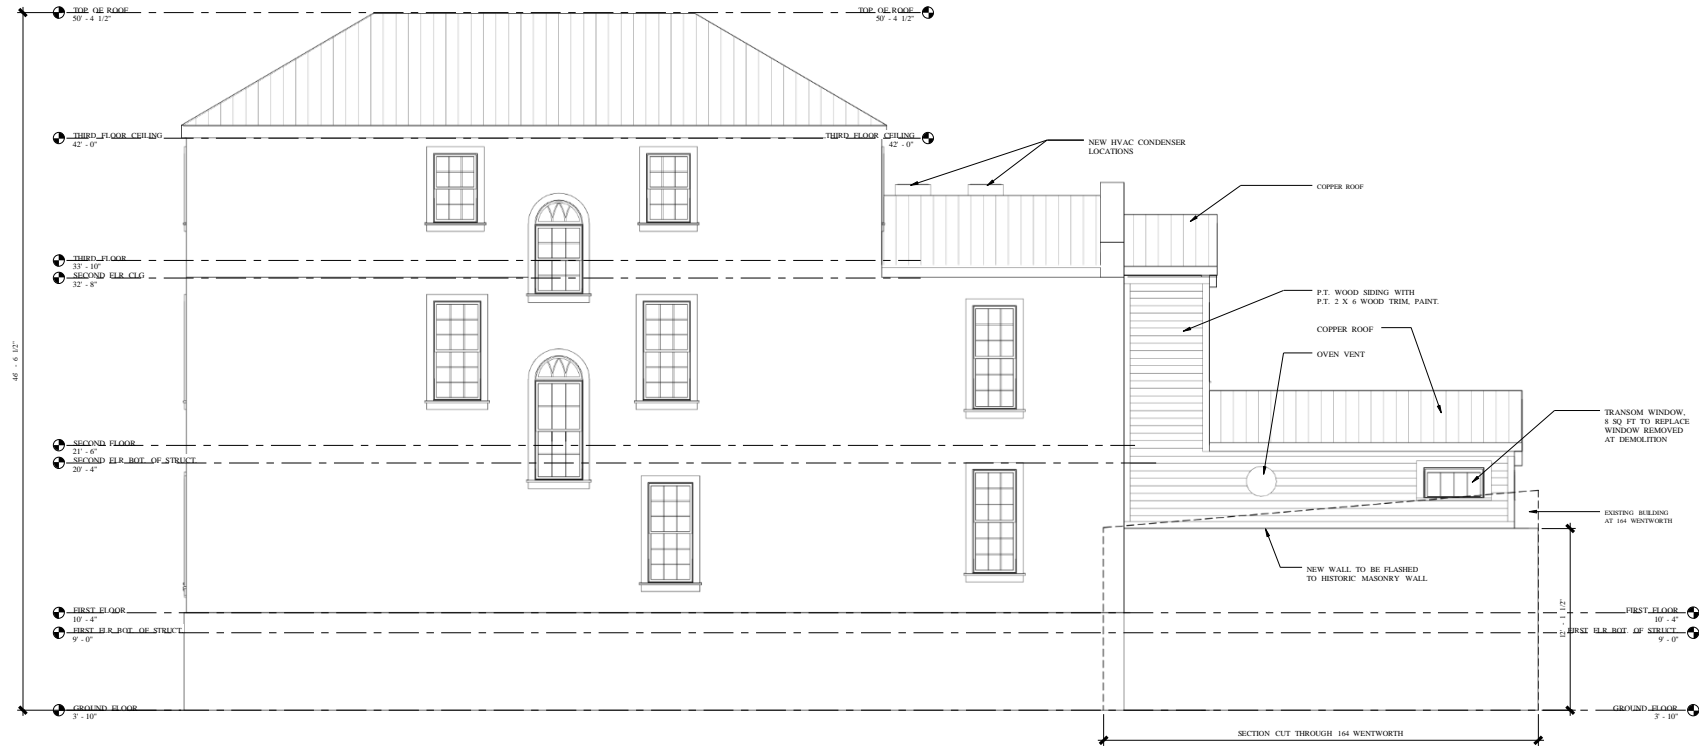 TOP OF ROOF
50' - 4 1/2"
TOP OF ROOF
50' - 4 1/2"
THIRD FLOOR CEILING
42' - 0"
THIRD FLOOR CEILING
42' - 0"
NEW HVAC CONDENSER
LOCATIONS
COPPER ROOF
THIRD FLOOR
33' - 10"
SECOND FLR CLG
32' - 8"
P.T. WOOD SIDING WITH
P.T. 2 X 6 WOOD TRIM, PAINT.
COPPER ROOF
46' - 6 1/2"
OVEN VENT
TRANSOM WINDOW,
8 SQ FT TO REPLACE
WINDOW REMOVED
AT DEMOLITION
SECOND FLOOR
21' - 6"
SECOND FLR BOT. OF STRUCT
20' - 4"
EXISTING BUILDING
AT 164 WENTWORTH
NEW WALL TO BE FLASHED
TO HISTORIC MASONRY WALL
12' - 1 1/2"
FIRST FLOOR
10' - 4"
FIRST FLOOR
10' - 4"
FIRST FLR BOT. OF STRUCT
9' - 0"
FIRST FLR BOT. OF STRUCT
9' - 0"
GROUND FLOOR
3' - 10"
GROUND FLOOR
3' - 10"
SECTION CUT THROUGH 164 WENTWORTH